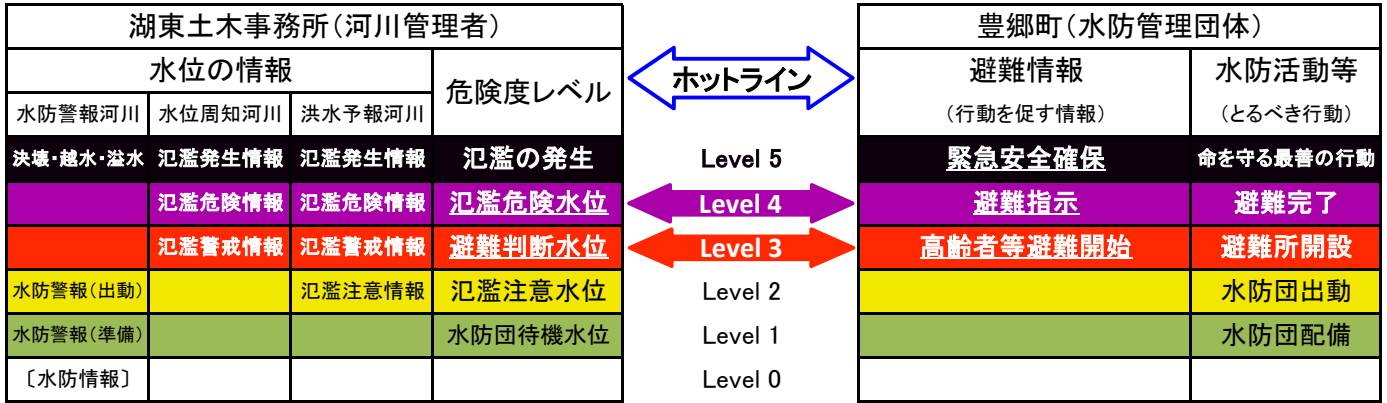 湖東土木事務所(河川管理者)
豊郷町(水防管理団体)
水位の情報
危険度レベル
ホットライン
避難情報
(行動を促す情報)
水防活動等
(とるべき行動)
水防警報河川 水位周知河川 洪水予報河川
決壊・越水・溢水 氾濫発生情報 氾濫発生情報 氾濫の発生 Level 5 緊急安全確保 命を守る最善の行動
氾濫危険情報 氾濫危険情報 氾濫危険水位 Level 4 避難指示 避難完了
氾濫警戒情報 氾濫警戒情報 避難判断水位 Level 3 高齢者等避難開始 避難所開設
水防警報(出動) 氾濫注意情報 氾濫注意水位 Level 2 水防団出動
水防警報(準備) 水防団待機水位 Level 1 水防団配備
〔水防情報〕 Level 0